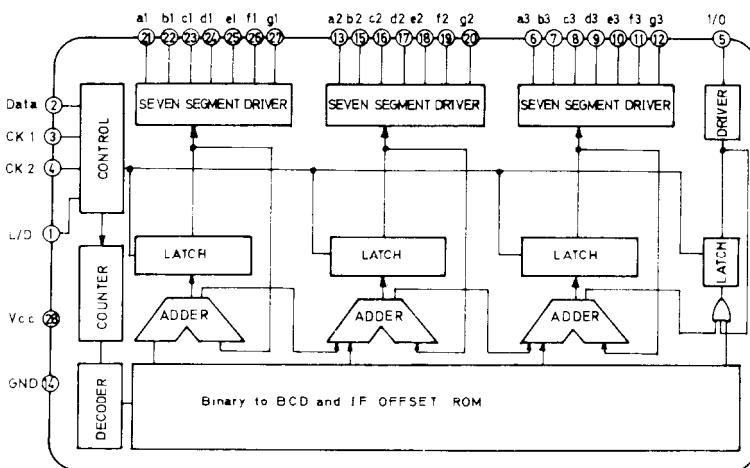 a1 b1 c1 d1 e1 f1 g1 a2 b2 c2 d2 e2 f2 g2 a3 b3 c3 d3 e3 f3 g3 1/0
21 22 23 24 25 26 27 13 15 16 17 18 19 20 6 7 8 9 10 11 12 5
Data 2
CK 1 3
CK 2 4
L/D 1
Vcc 28
GND 14
CONTROL
COUNTER
DECODER
SEVEN SEGMENT DRIVER
SEVEN SEGMENT DRIVER
SEVEN SEGMENT DRIVER
DRIVER
LATCH
LATCH
LATCH
LATCH
ADDER
ADDER
ADDER
Binary to BCD and IF OFFSET ROM